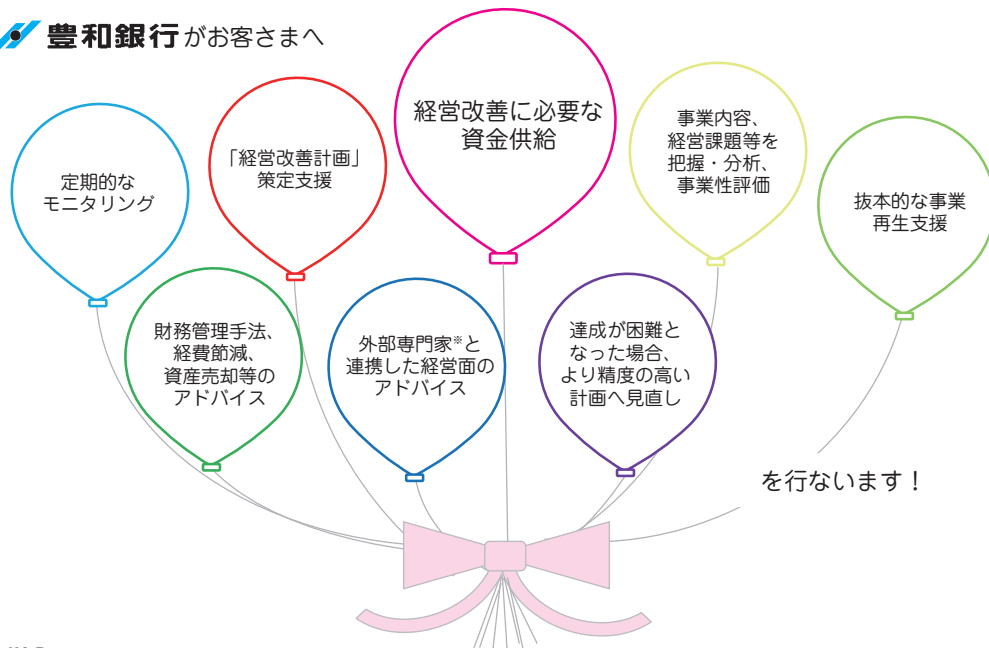 豊和銀行がお客さまへ
経営改善に必要な
資金供給
「経営改善計画」
策定支援
事業内容、
経営課題等を
把握・分析、
事業性評価
定期的な
モニタリング
抜本的な事業
再生支援
財務管理手法、
経費節減、
資産売却等の
アドバイス
外部専門家※と
連携した経営面の
アドバイス
達成が困難と
なった場合、
より精度の高い
計画へ見直し
を行ないます！